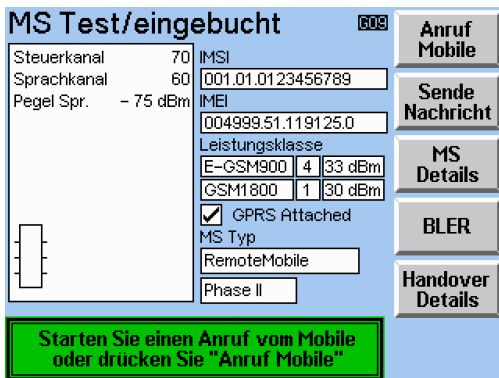 MS Test/eingebucht G09
Steuerkanal 70
Sprachkanal 60
Pegel Spr. – 75 dBm
IMSI
001.01.0123456789
IMEI
004999.51.119125.0
Leistungsklasse
E-GSM900 4 33 dBm
GSM1800 1 30 dBm
GPRS Attached
MS Typ
RemoteMobile
Phase II
Anruf
Mobile
Sende
Nachricht
MS
Details
BLER
Handover
Details
Starten Sie einen Anruf vom Mobile
oder drücken Sie "Anruf Mobile"